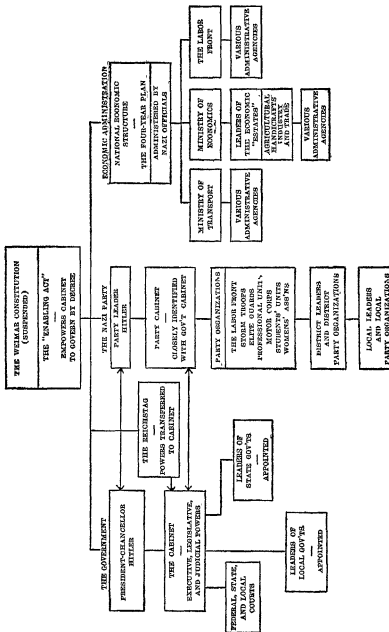 THE WEIMAR CONSTITUTION
(SUSPENDED)
THE "ENABLING ACT"
EMPOWERS CABINET
TO GOVERN BY DECREE
THE GOVERNMENT
PRESIDENT-CHANCELLOR
HITLER
THE CABINET
EXECUTIVE, LEGISLATIVE,
AND JUDICIAL POWERS
FEDERAL, STATE,
AND LOCAL
COURTS
LEADERS OF
LOCAL GOV'TS
APPOINTED
LEADERS OF
STATE GOV'TS
APPOINTED
THE REICHSTAG
POWERS TRANSFERRED
TO CABINET
THE NAZI PARTY
PARTY LEADER
HITLER
PARTY CABINET
CLOSELY IDENTIFIED
WITH GOV'T CABINET
PARTY ORGANIZATIONS
THE LABOR FRONT
STORM TROOPS
ELITE GUARDS
PROFESSIONAL UNITS,
MOTOR CORPS
STUDENTS' UNITS
WOMENS' ASS'NS
DISTRICT LEADERS
AND DISTRICT
PARTY ORGANIZATIONS
LOCAL LEADERS
AND LOCAL
PARTY ORGANIZATIONS
ECONOMIC ADMINISTRATION
NATIONAL ECONOMIC
STRUCTURE
THE FOUR-YEAR PLAN
ADMINISTERED BY
NAZI OFFICIALS
MINISTRY OF
TRANSPORT
VARIOUS
ADMINISTRATIVE
AGENCIES
MINISTRY OF
ECONOMICS
LEADERS OF
THE ECONOMIC
"ESTATES"
AGRICULTURAL
HANDICRAFTS
INDUSTRY
AND TRADE
VARIOUS
ADMINISTRATIVE
AGENCIES
THE LABOR
FRONT
VARIOUS
ADMINISTRATIVE
AGENCIES